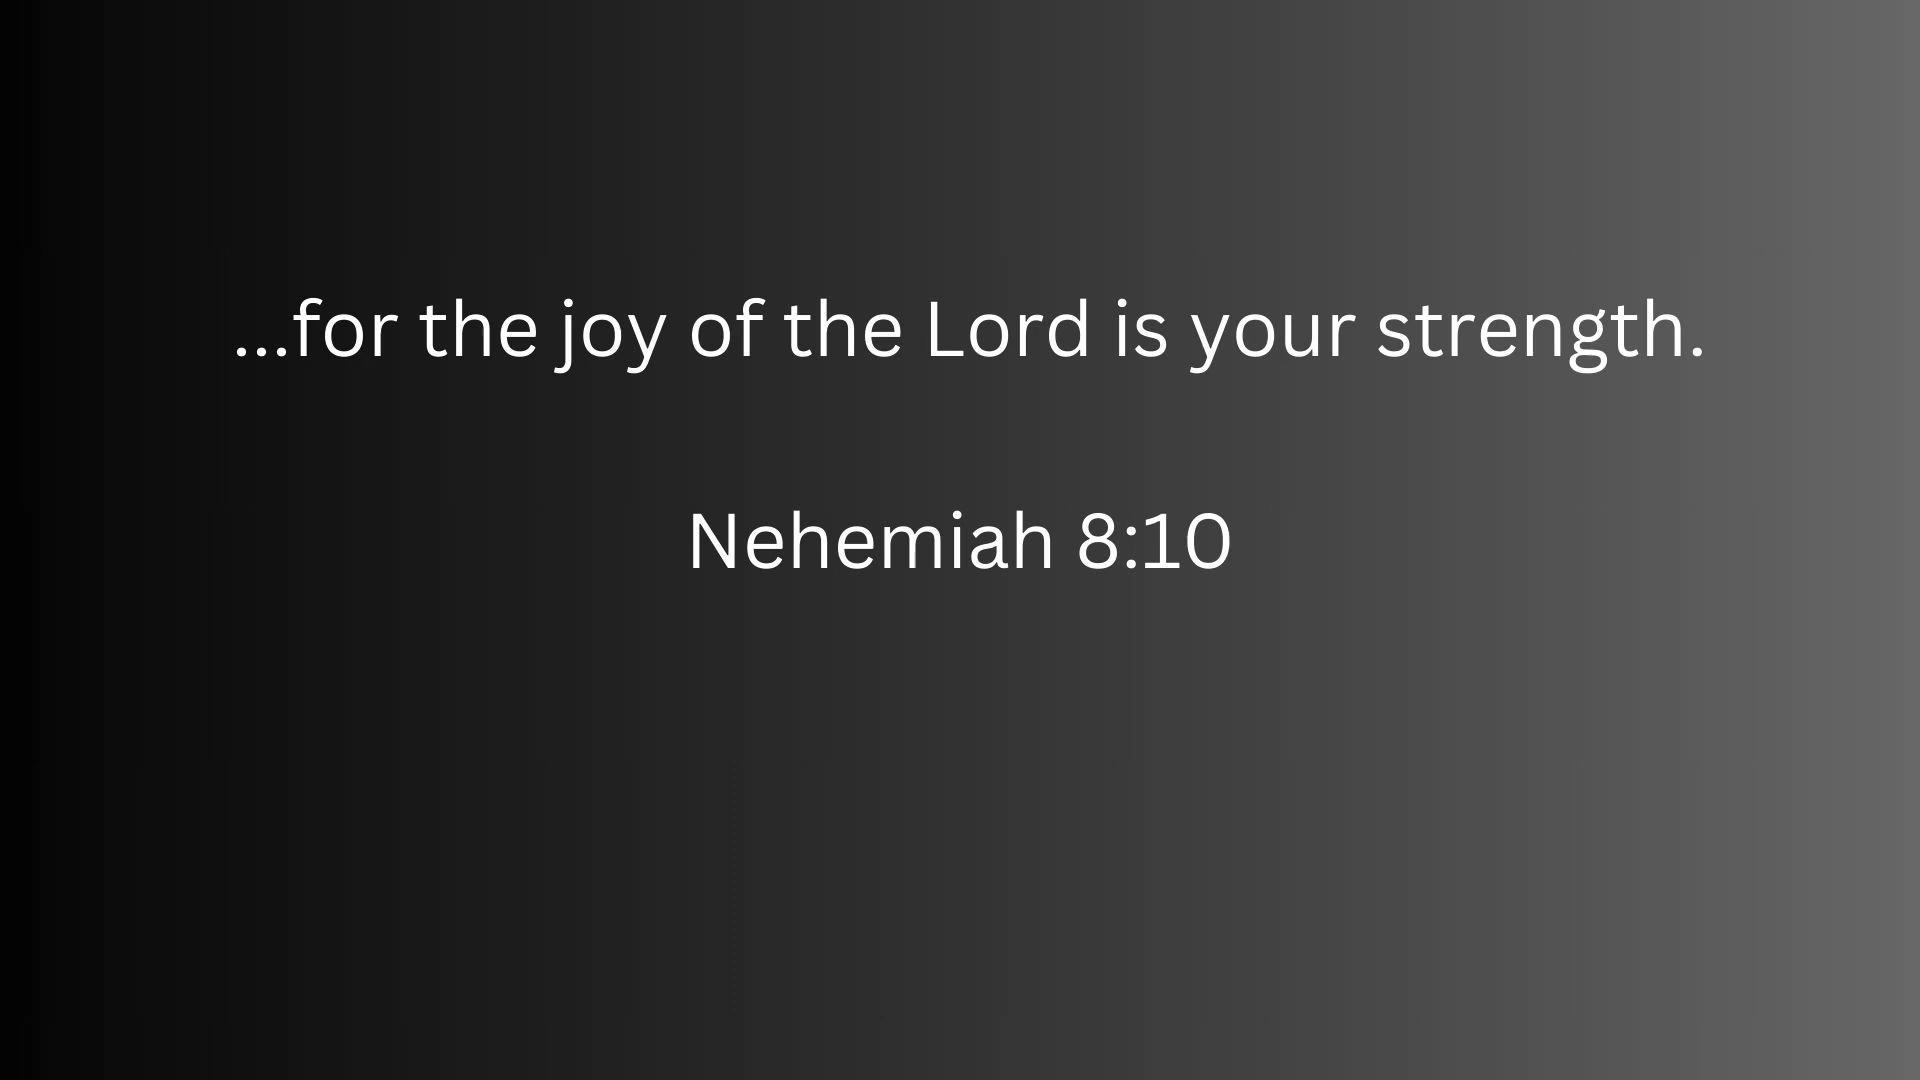 ...for the joy of the Lord is your strength.
Nehemiah 8:10